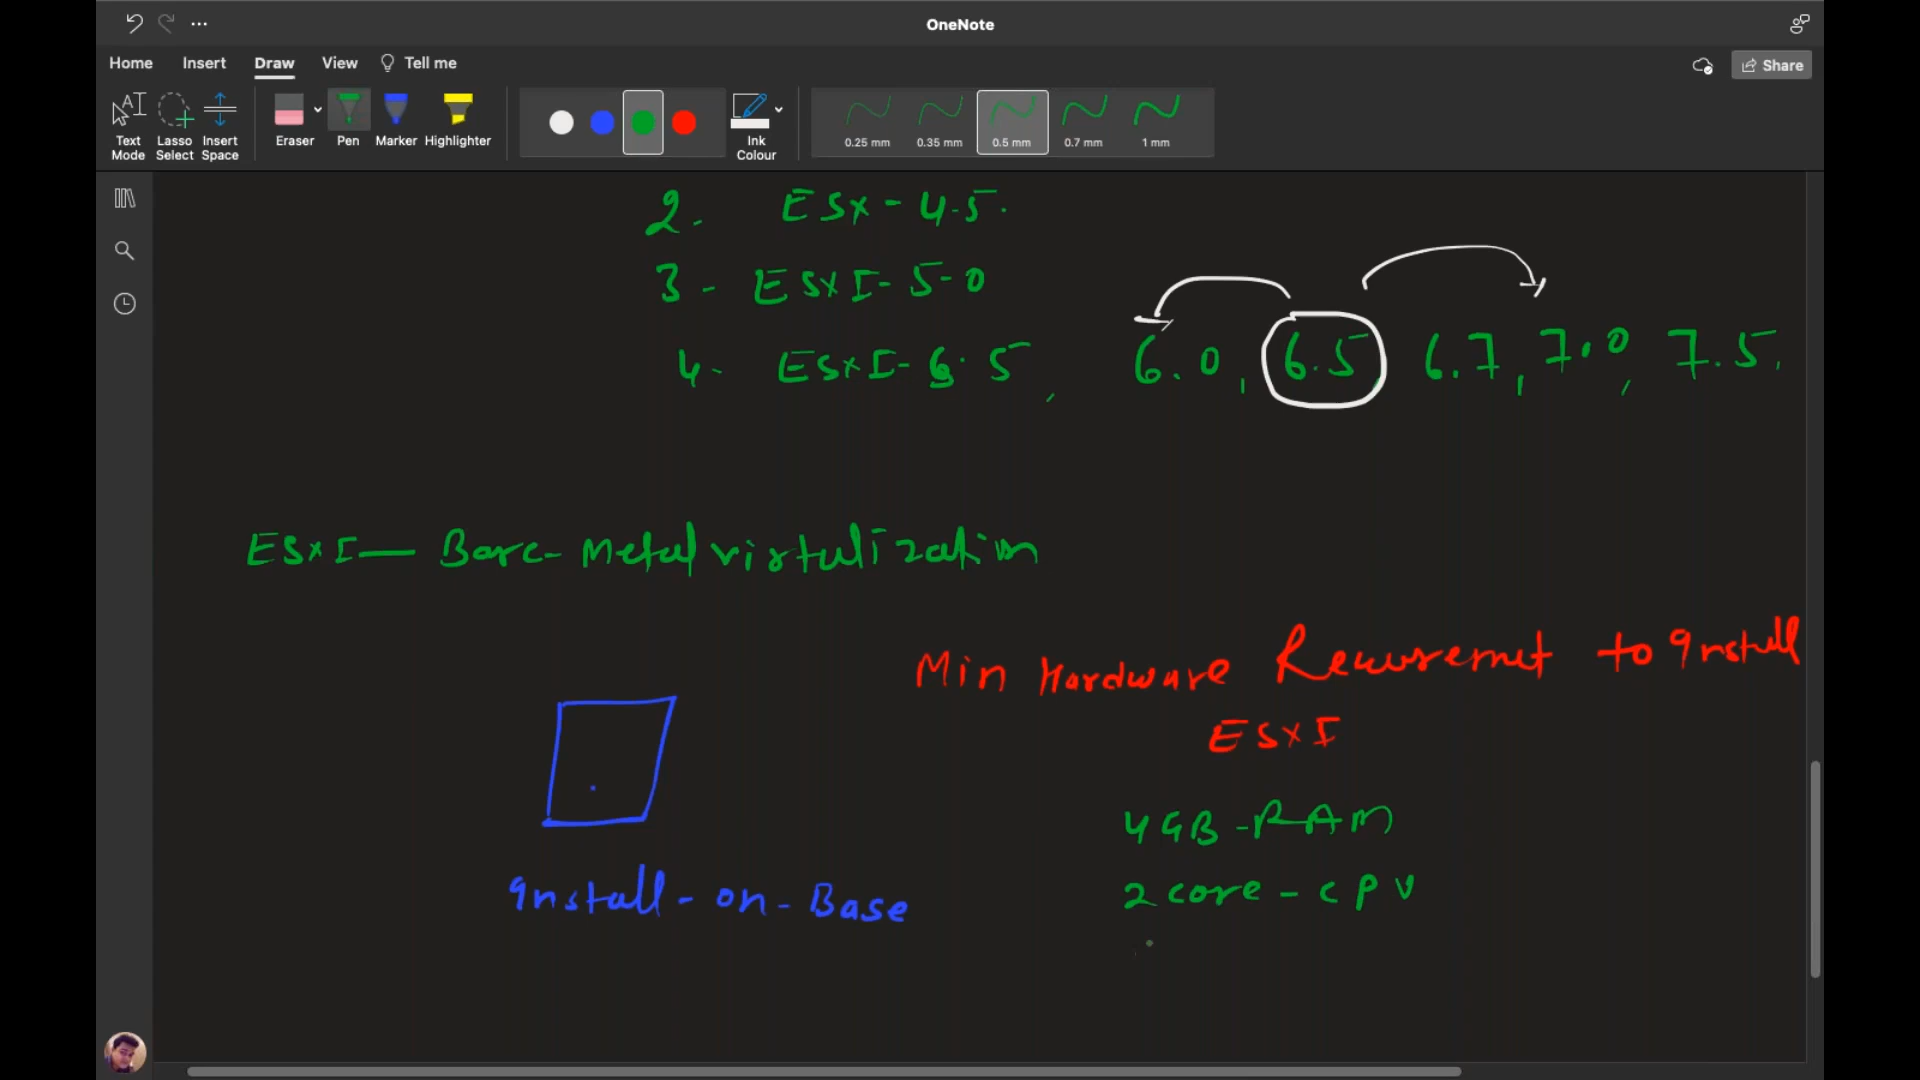 OneNote
Home Insert Draw View Tell me
Share
Text Mode
Lasso Select
Insert Space
Eraser
Pen
Marker
Highlighter
Ink Colour
0.25 mm
0.35 mm
0.5 mm
0.7 mm
1 mm
2. ESX - 4.5.
3 - ESXI - 5-0
4. ESXI - 6.5, 6.0, 6.5, 6.7, 7.0, 7.5,
ESXI — Bare-Metal virtulization
Min Hardware to Install
ESXI
4GB - RAM
2 core - CPU
Install - on - Base